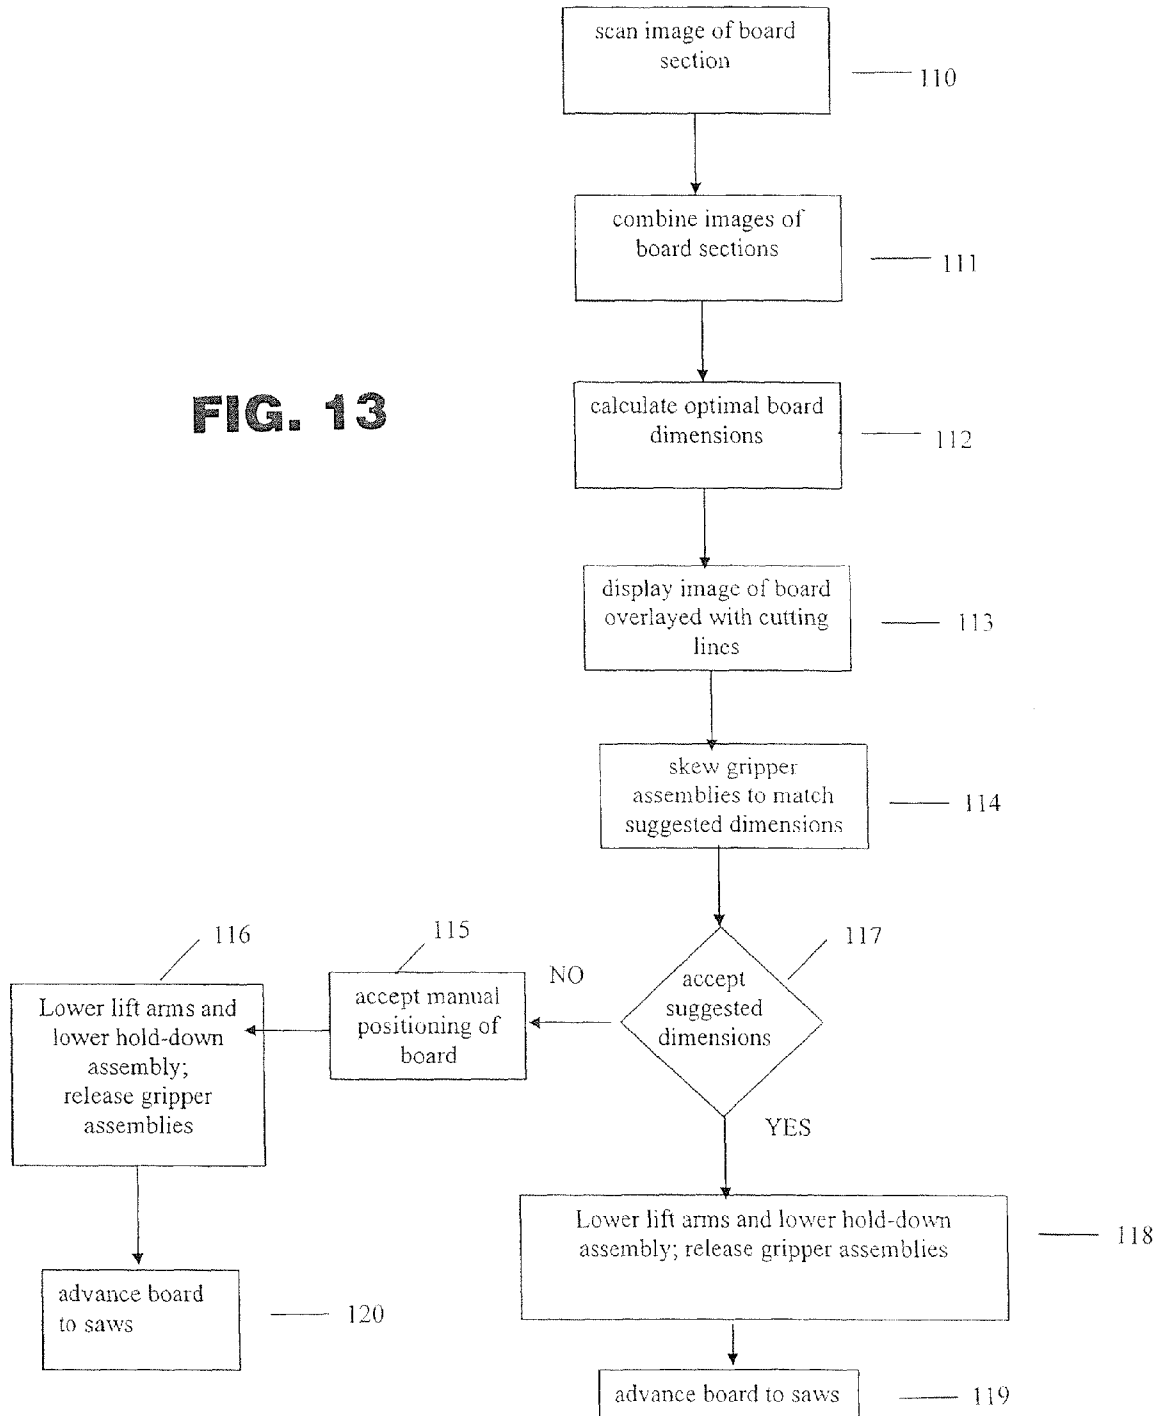 scan image of board
section
110
combine images of
board sections
111
FIG. 13
calculate optimal board
dimensions
112
display image of board
overlayed with cutting
lines
113
skew gripper
assemblies to match
suggested dimensions
114
116
115
117
NO
accept
suggested
dimensions
accept manual
positioning of
board
Lower lift arms and
lower hold-down
assembly;
release gripper
assemblies
YES
Lower lift arms and lower hold-down
assembly; release gripper assemblies
118
advance board
to saws
120
advance board to saws
119